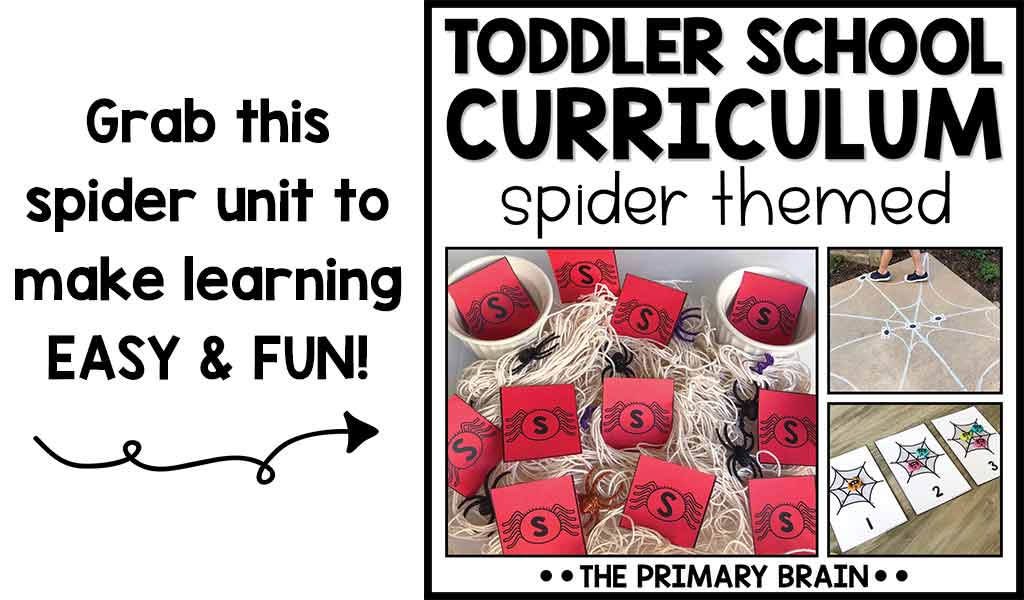 Grab this
spider unit to
make learning
EASY & FUN!
TODDLER SCHOOL
CURRICULUM
spider themed
S
S
S
S
S
S
S
S
S
S
S
1
2
3
••THE PRIMARY BRAIN••